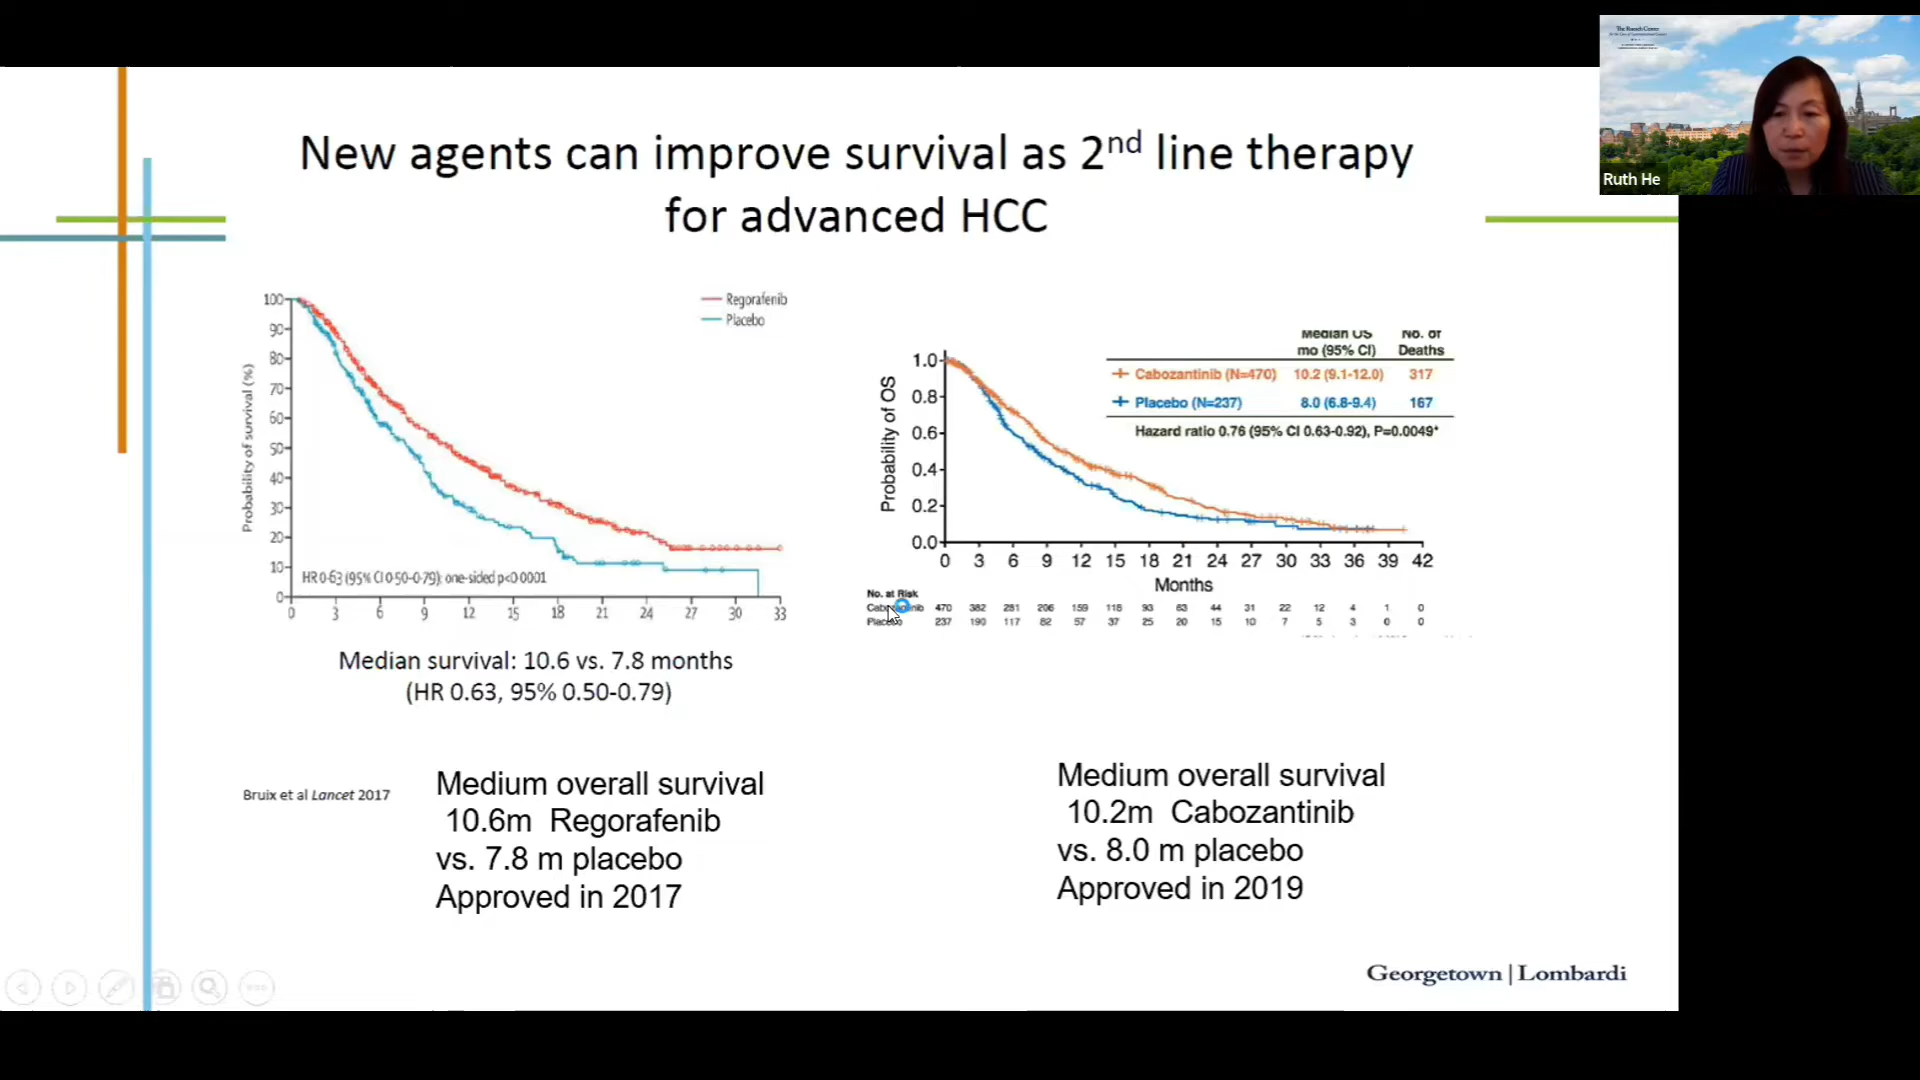 New agents can improve survival as 2nd line therapy
for advanced HCC
The Ruesch Center
Ruth He
100
90
80
70
60
50
40
30
20
10
0
Probability of survival (%)
Regorafenib
Placebo
HR 0·63 (95% CI 0·50-0·79); one-sided p<0·0001
0 3 6 9 12 15 18 21 24 27 30 33
Median survival: 10.6 vs. 7.8 months
(HR 0.63, 95% 0.50-0.79)
Median OS No. of
mo (95% CI) Deaths
Cabozantinib (N=470) 10.2 (9.1-12.0) 317
Placebo (N=237) 8.0 (6.8-9.4) 167
Hazard ratio 0.76 (95% CI 0.63-0.92), P=0.0049*
1.0
0.8
0.6
0.4
0.2
0.0
Probability of OS
0 3 6 9 12 15 18 21 24 27 30 33 36 39 42
Months
No. at Risk
Cabozantinib 470 382 281 206 159 116 93 63 44 31 22 12 4 1 0
Placebo 237 190 117 82 57 37 25 20 15 10 7 5 3 0 0
Bruix et al Lancet 2017
Medium overall survival
10.6m Regorafenib
vs. 7.8 m placebo
Approved in 2017
Medium overall survival
10.2m Cabozantinib
vs. 8.0 m placebo
Approved in 2019
Georgetown | Lombardi